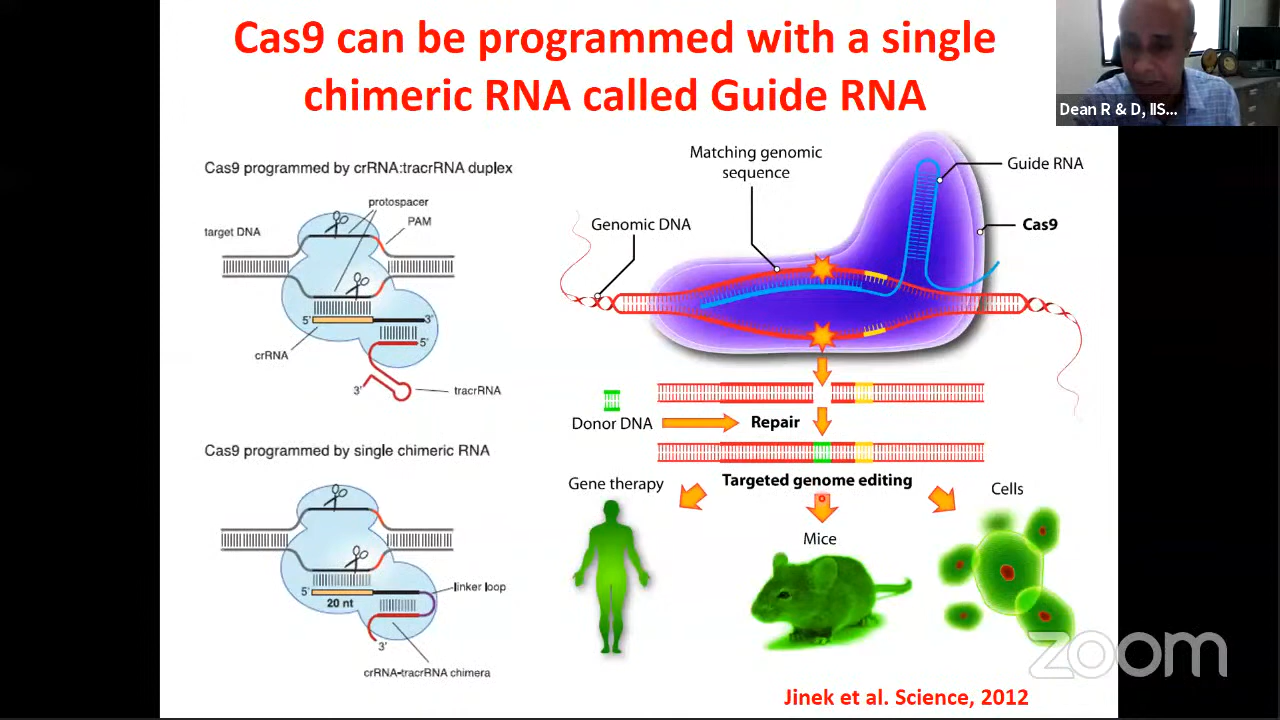 Cas9 can be programmed with a single
chimeric RNA called Guide RNA
Dean R & D, IIS...
Cas9 programmed by crRNA:tracrRNA duplex
protospacer
PAM
target DNA
5'
3'
5'
crRNA
3'
tracrRNA
Cas9 programmed by single chimeric RNA
5'
20 nt
linker loop
3'
crRNA-tracrRNA chimera
Matching genomic
sequence
Guide RNA
Genomic DNA
Cas9
Donor DNA
Repair
Targeted genome editing
Gene therapy
Mice
Cells
zoom
Jinek et al. Science, 2012